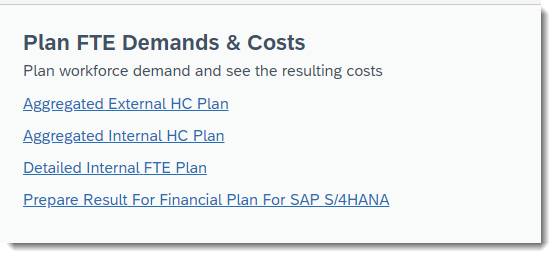 Plan FTE Demands & Costs
Plan workforce demand and see the resulting costs
Aggregated External HC Plan
Aggregated Internal HC Plan
Detailed Internal FTE Plan
Prepare Result For Financial Plan For SAP S/4HANA